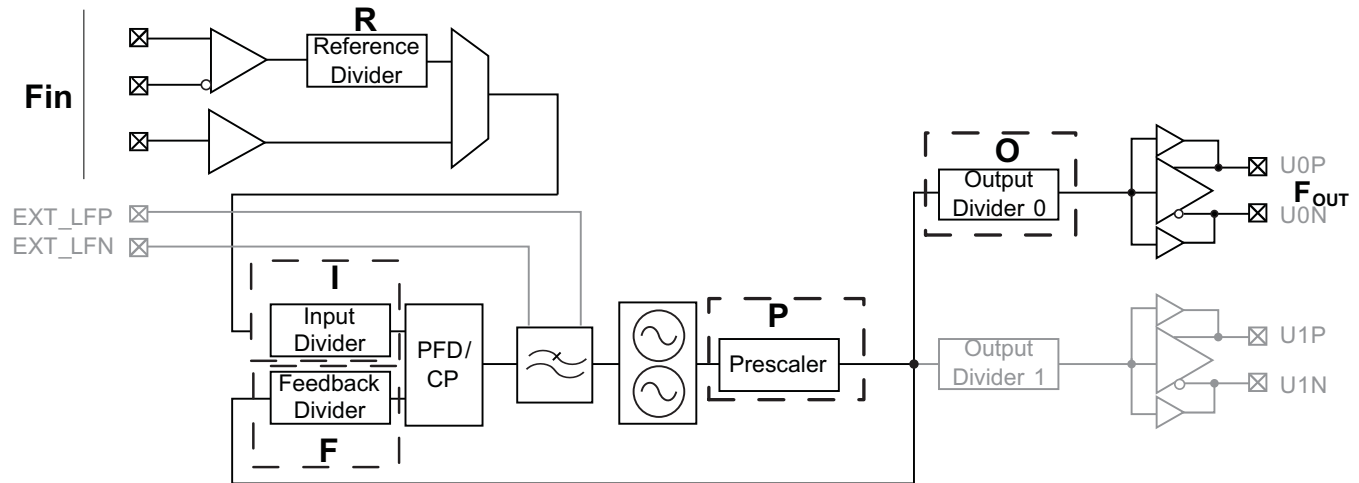 R
Reference
Divider
Fin
O
Output
Divider 0
U0P
FOUT
U0N
EXT_LFP
EXT_LFN
I
Input
Divider
PFD/
CP
P
Prescaler
Output
Divider 1
U1P
U1N
Feedback
Divider
F